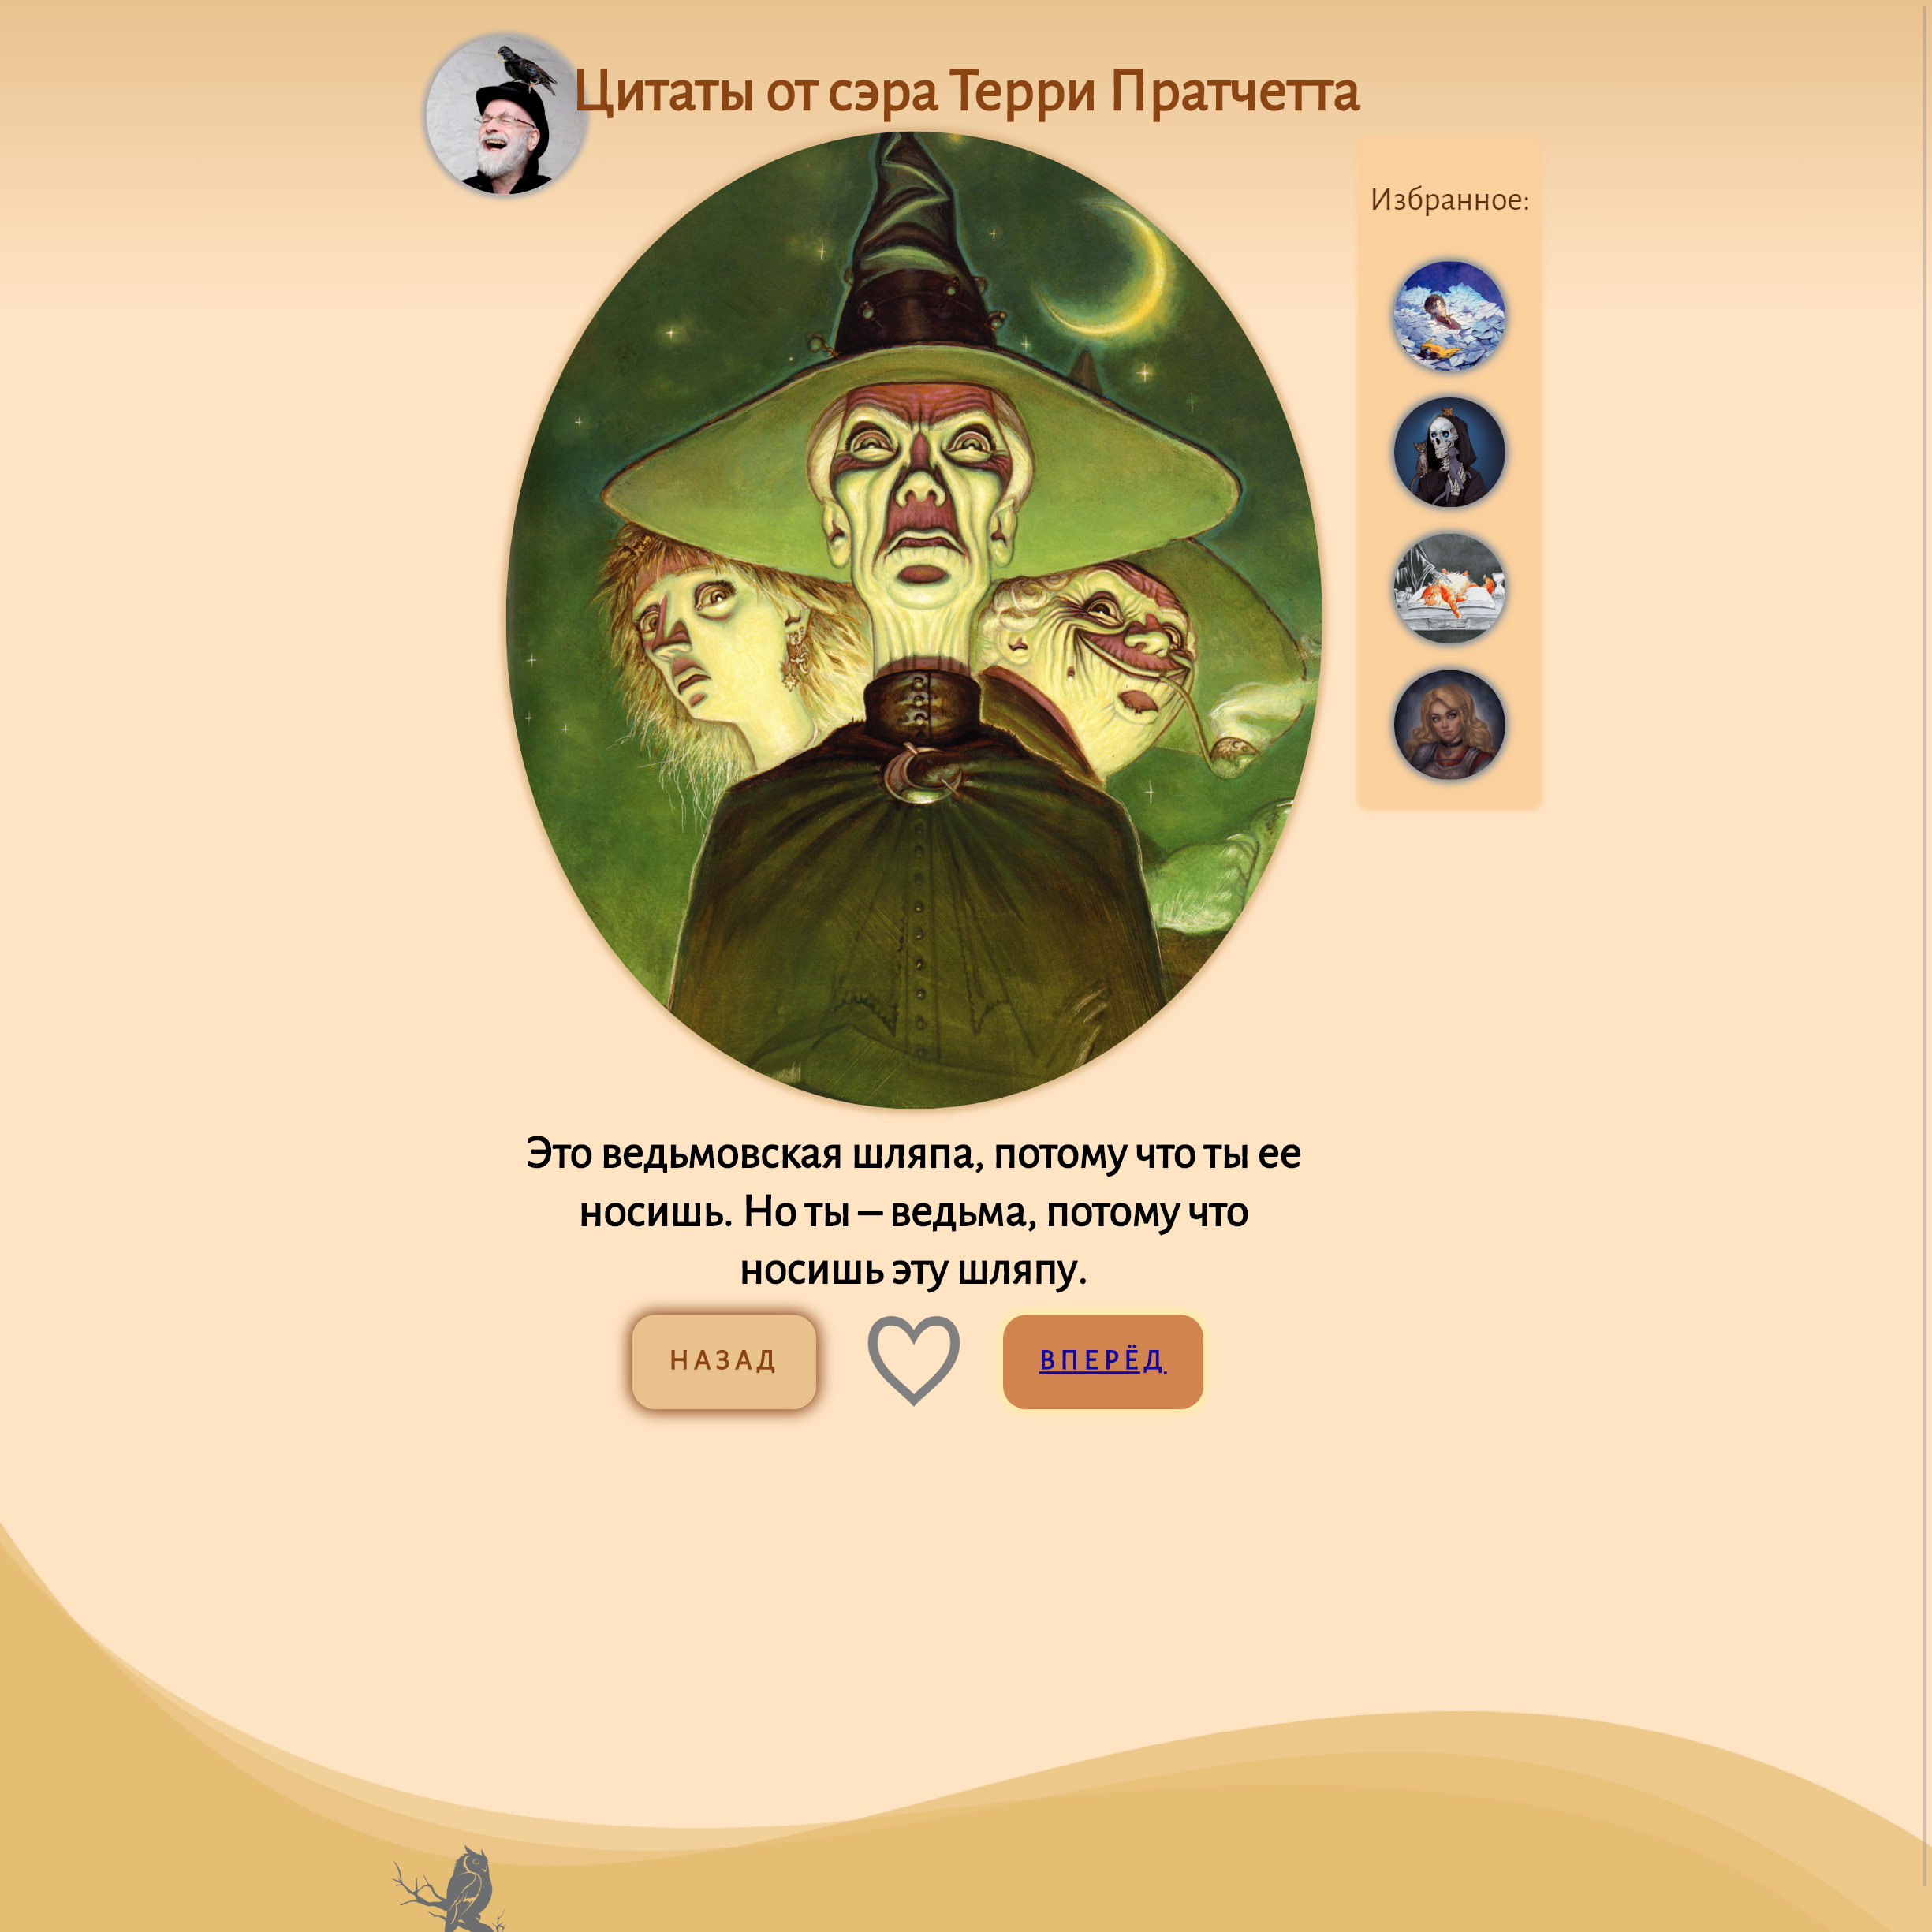 Цитаты от сэра Терри Пратчетта
Избранное:
Это ведьмовская шляпа, потому что ты ее
носишь. Но ты – ведьма, потому что
носишь эту шляпу.
НАЗАД
ВПЕРЁД